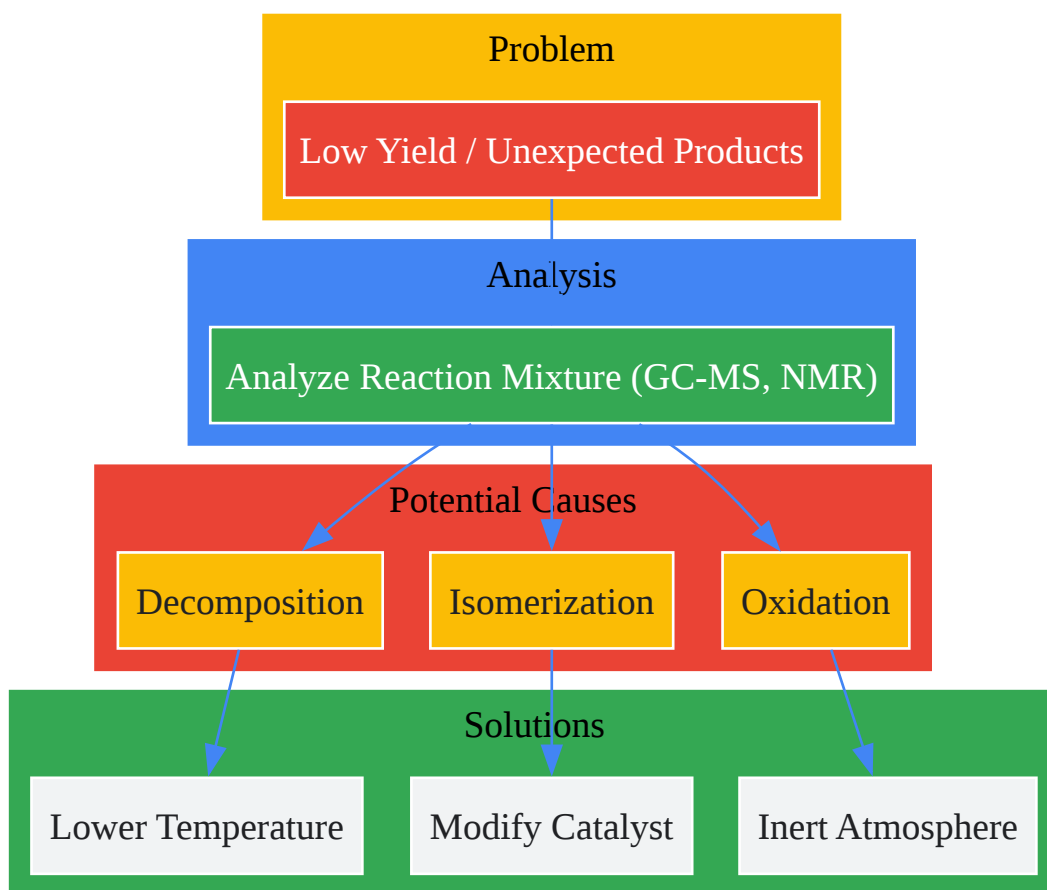 Problem
Low Yield / Unexpected Products
Analysis
Analyze Reaction Mixture (GC-MS, NMR)
Potential Causes
Decomposition
Isomerization
Oxidation
Solutions
Lower Temperature
Modify Catalyst
Inert Atmosphere